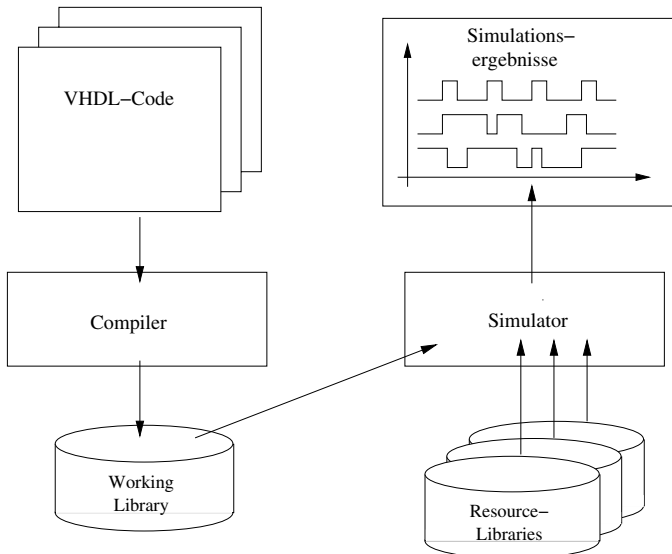 VHDL–Code
Simulations–
ergebnisse
Compiler
Simulator
Working
Library
Resource–
Libraries